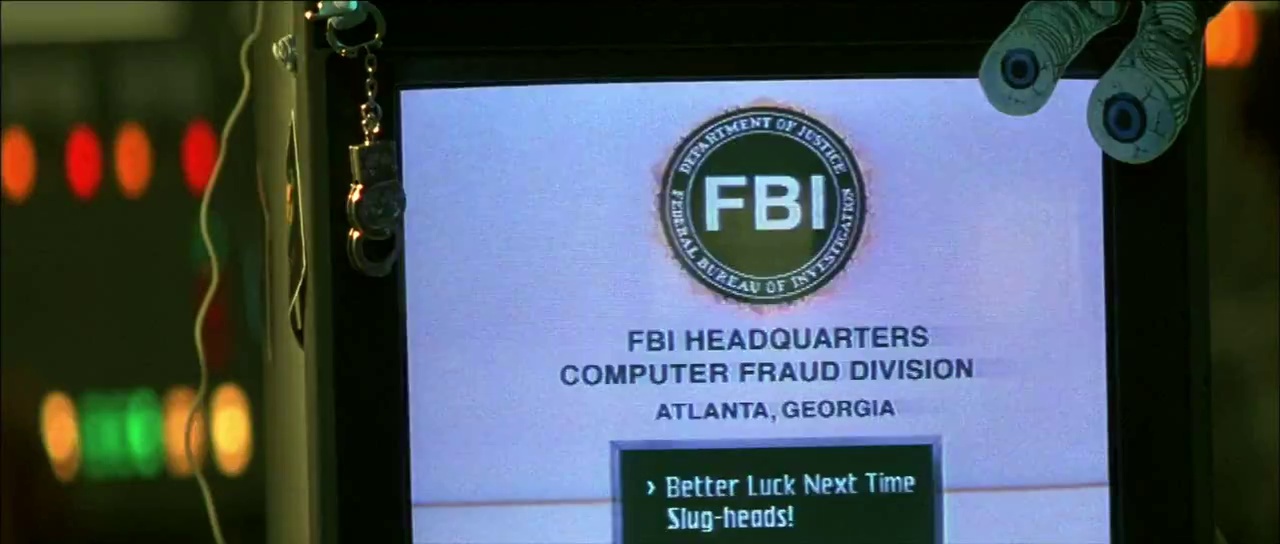 DEPARTMENT OF JUSTICE
FBI
FEDERAL BUREAU OF INVESTIGATION
FBI HEADQUARTERS
COMPUTER FRAUD DIVISION
ATLANTA, GEORGIA
› Better Luck Next Time
Slug-heads!